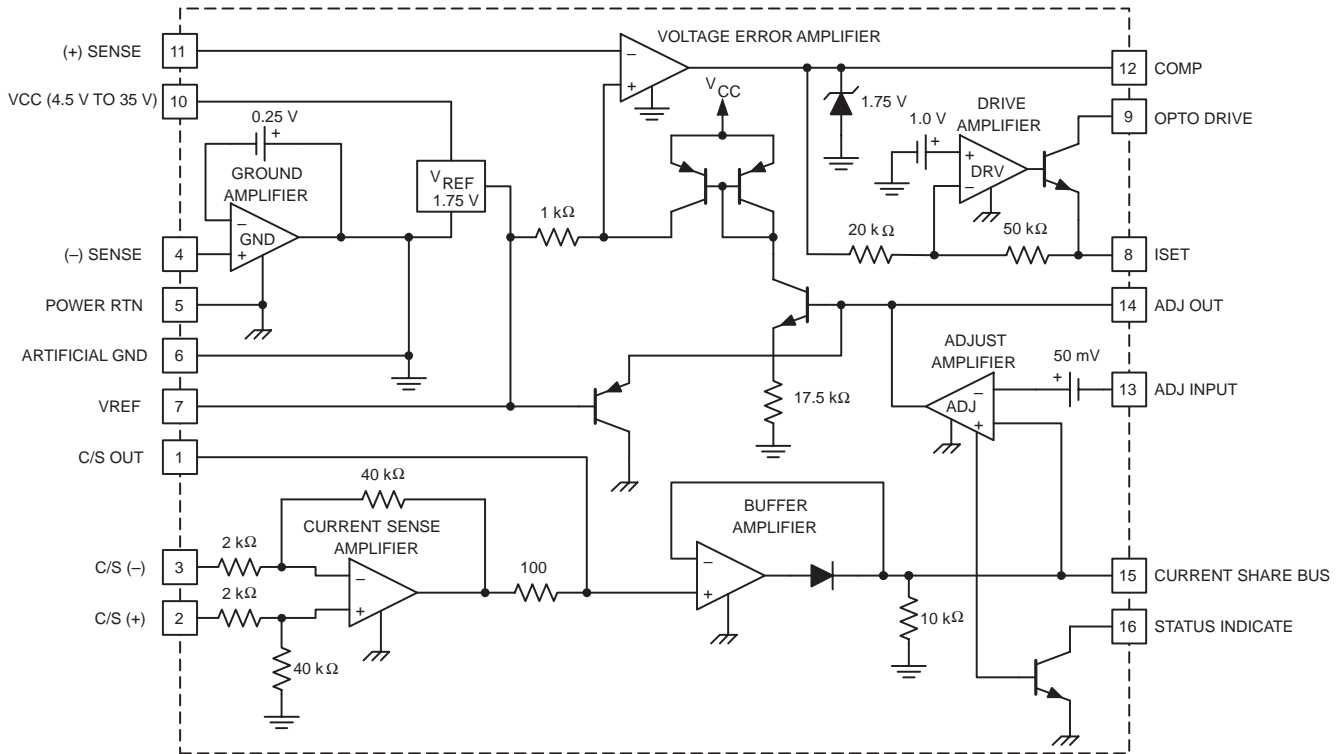 (+) SENSE
11
VCC (4.5 V TO 35 V)
10
0.25 V
+
GROUND
AMPLIFIER
–
GND
+
(–) SENSE
4
POWER RTN
5
ARTIFICIAL GND
6
VREF
7
C/S OUT
1
C/S (–)
3
C/S (+)
2
VREF
1.75 V
1 kΩ
VOLTAGE ERROR AMPLIFIER
–
+
VCC
1.75 V
1.0 V
+
DRIVE
AMPLIFIER
+
DRV
–
20 kΩ
50 kΩ
12
COMP
9
OPTO DRIVE
8
ISET
14
ADJ OUT
ADJUST
AMPLIFIER
50 mV
+
–
ADJ
+
13
ADJ INPUT
17.5 kΩ
40 kΩ
CURRENT SENSE
AMPLIFIER
2 kΩ
2 kΩ
–
+
40 kΩ
100
BUFFER
AMPLIFIER
–
+
10 kΩ
15
CURRENT SHARE BUS
16
STATUS INDICATE